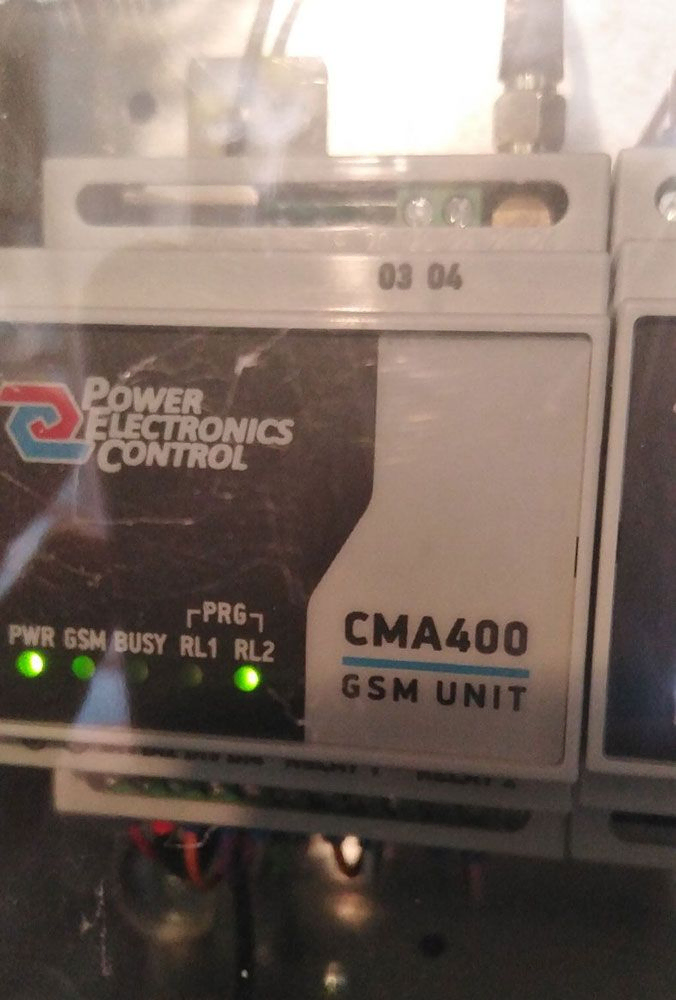 03 04
POWER
ELECTRONICS
CONTROL
PRG
PWR GSM BUSY RL1 RL2
CMA400
GSM UNIT